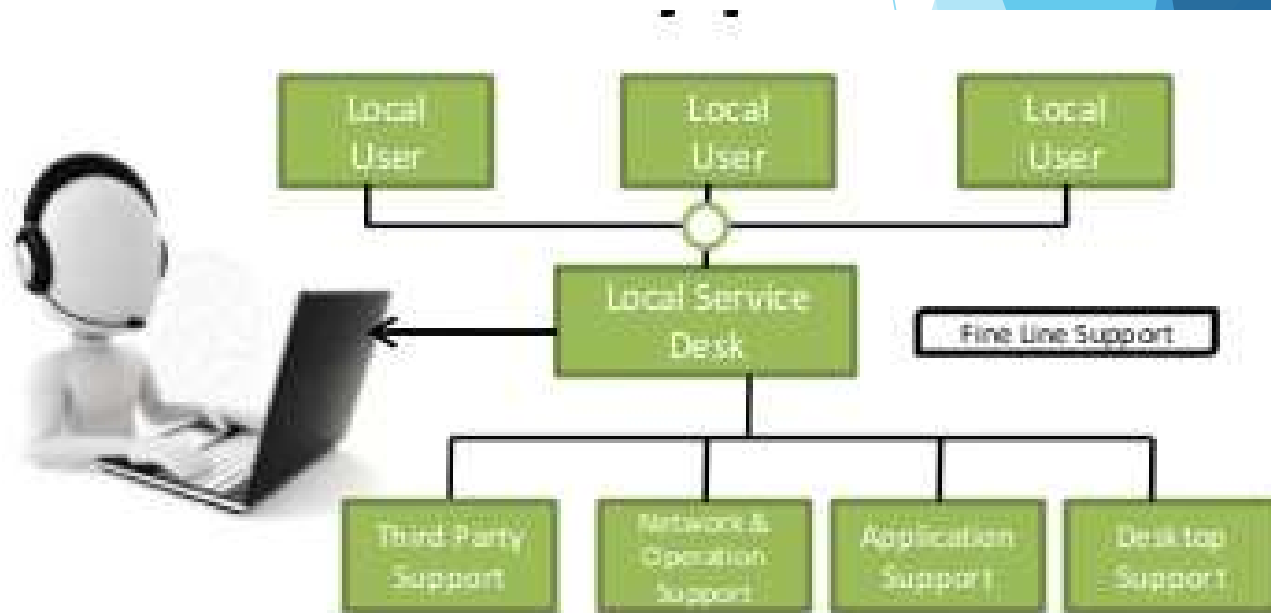 Local
User
Local
User
Local
User
Local Service
Desk
Fine Line Support
Third-Party
Support
Network &
Operation
Support
Application
Support
Desktop
Support